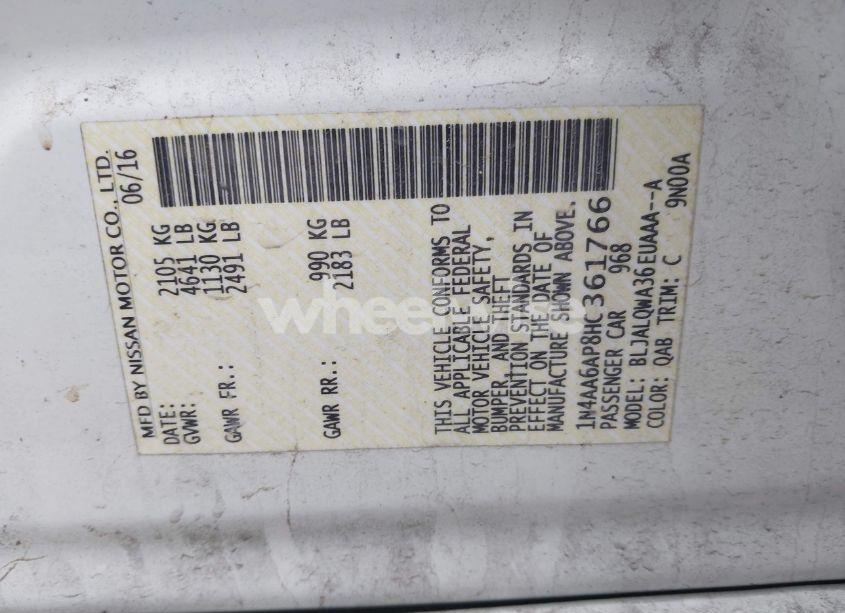 MFD BY NISSAN MOTOR CO., LTD.
DATE: 06/16
GVWR: 2105 KG
4641 LB
GAWR FR.: 1130 KG
2491 LB
GAWR RR.: 990 KG
2183 LB
THIS VEHICLE CONFORMS TO
ALL APPLICABLE FEDERAL
MOTOR VEHICLE SAFETY,
BUMPER, AND THEFT
PREVENTION STANDARDS IN
EFFECT ON THE DATE OF
MANUFACTURE SHOWN ABOVE.
1N4AA6AP8HC361766
PASSENGER CAR 968
MODEL: BLJALQWA36EUAAA--A
COLOR: QAB TRIM: C 9N00A